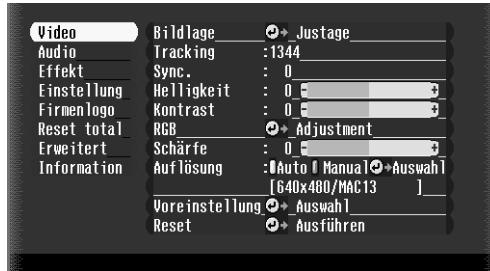 Video
Audio
Effekt
Einstellung
Firmenlogo
Reset total
Erweitert
Information
Bildlage Justage
Tracking :1344
Sync. : 0
Helligkeit : 0 - +
Kontrast : 0 - +
RGB Adjustment
Schärfe : 0 - +
Auflösung : Auto Manual Auswahl
[640x480/MAC13 ]
Voreinstellung Auswahl
Reset Ausführen